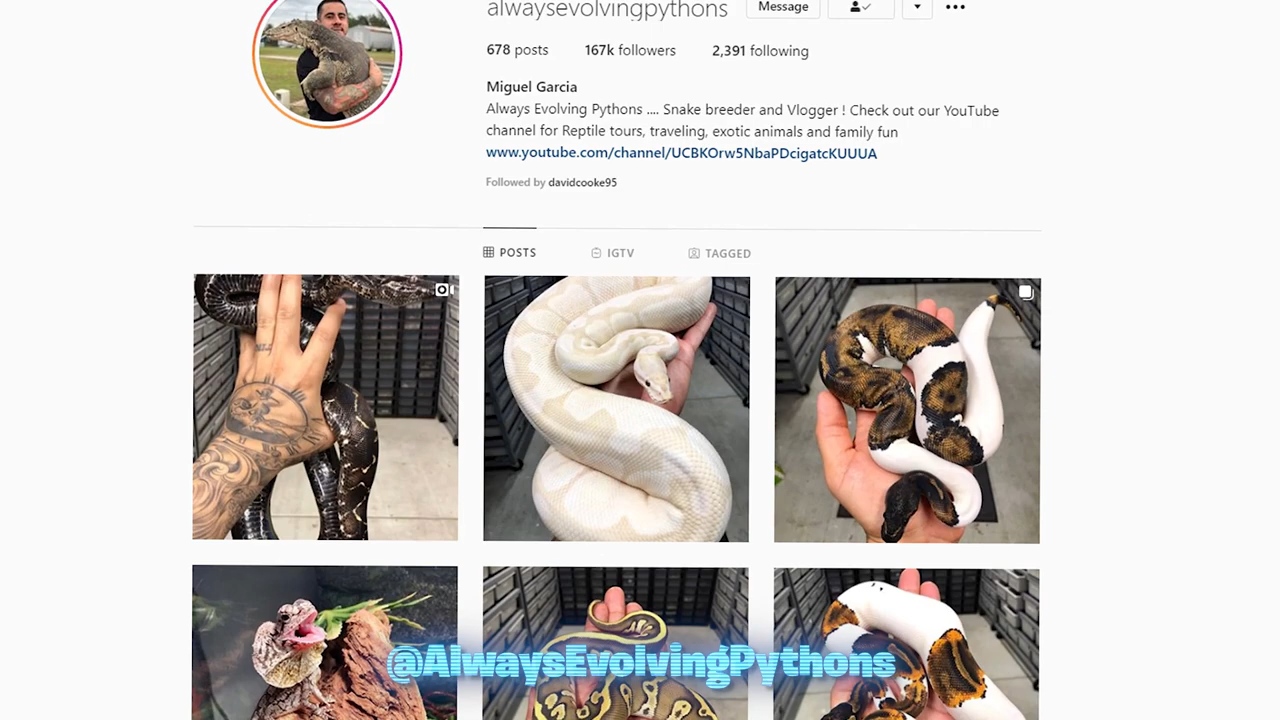 alwaysevolvingpythons Message
678 posts 167k followers 2,391 following
Miguel Garcia
Always Evolving Pythons .... Snake breeder and Vlogger ! Check out our YouTube
channel for Reptile tours, traveling, exotic animals and family fun
www.youtube.com/channel/UCBKOrw5NbaPDcigatcKUUUA
Followed by davidcooke95
POSTS IGTV TAGGED
@AlwaysEvolvingPythons